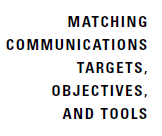 MATCHING
COMMUNICATIONS
TARGETS,
OBJECTIVES,
AND TOOLS